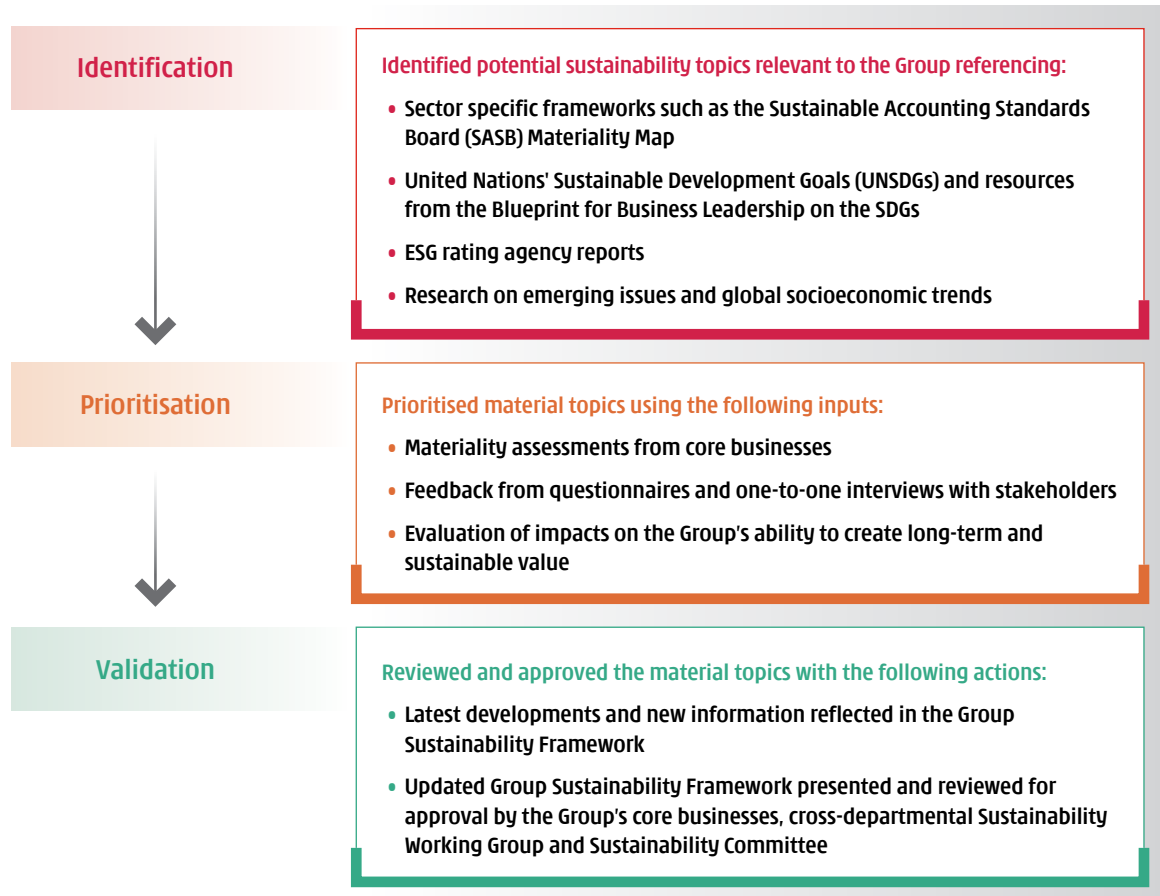 Identification
Identified potential sustainability topics relevant to the Group referencing:
• Sector specific frameworks such as the Sustainable Accounting Standards
Board (SASB) Materiality Map
• United Nations' Sustainable Development Goals (UNSDGs) and resources
from the Blueprint for Business Leadership on the SDGs
• ESG rating agency reports
• Research on emerging issues and global socioeconomic trends
Prioritisation
Prioritised material topics using the following inputs:
• Materiality assessments from core businesses
• Feedback from questionnaires and one-to-one interviews with stakeholders
• Evaluation of impacts on the Group's ability to create long-term and
sustainable value
Validation
Reviewed and approved the material topics with the following actions:
• Latest developments and new information reflected in the Group
Sustainability Framework
• Updated Group Sustainability Framework presented and reviewed for
approval by the Group's core businesses, cross-departmental Sustainability
Working Group and Sustainability Committee